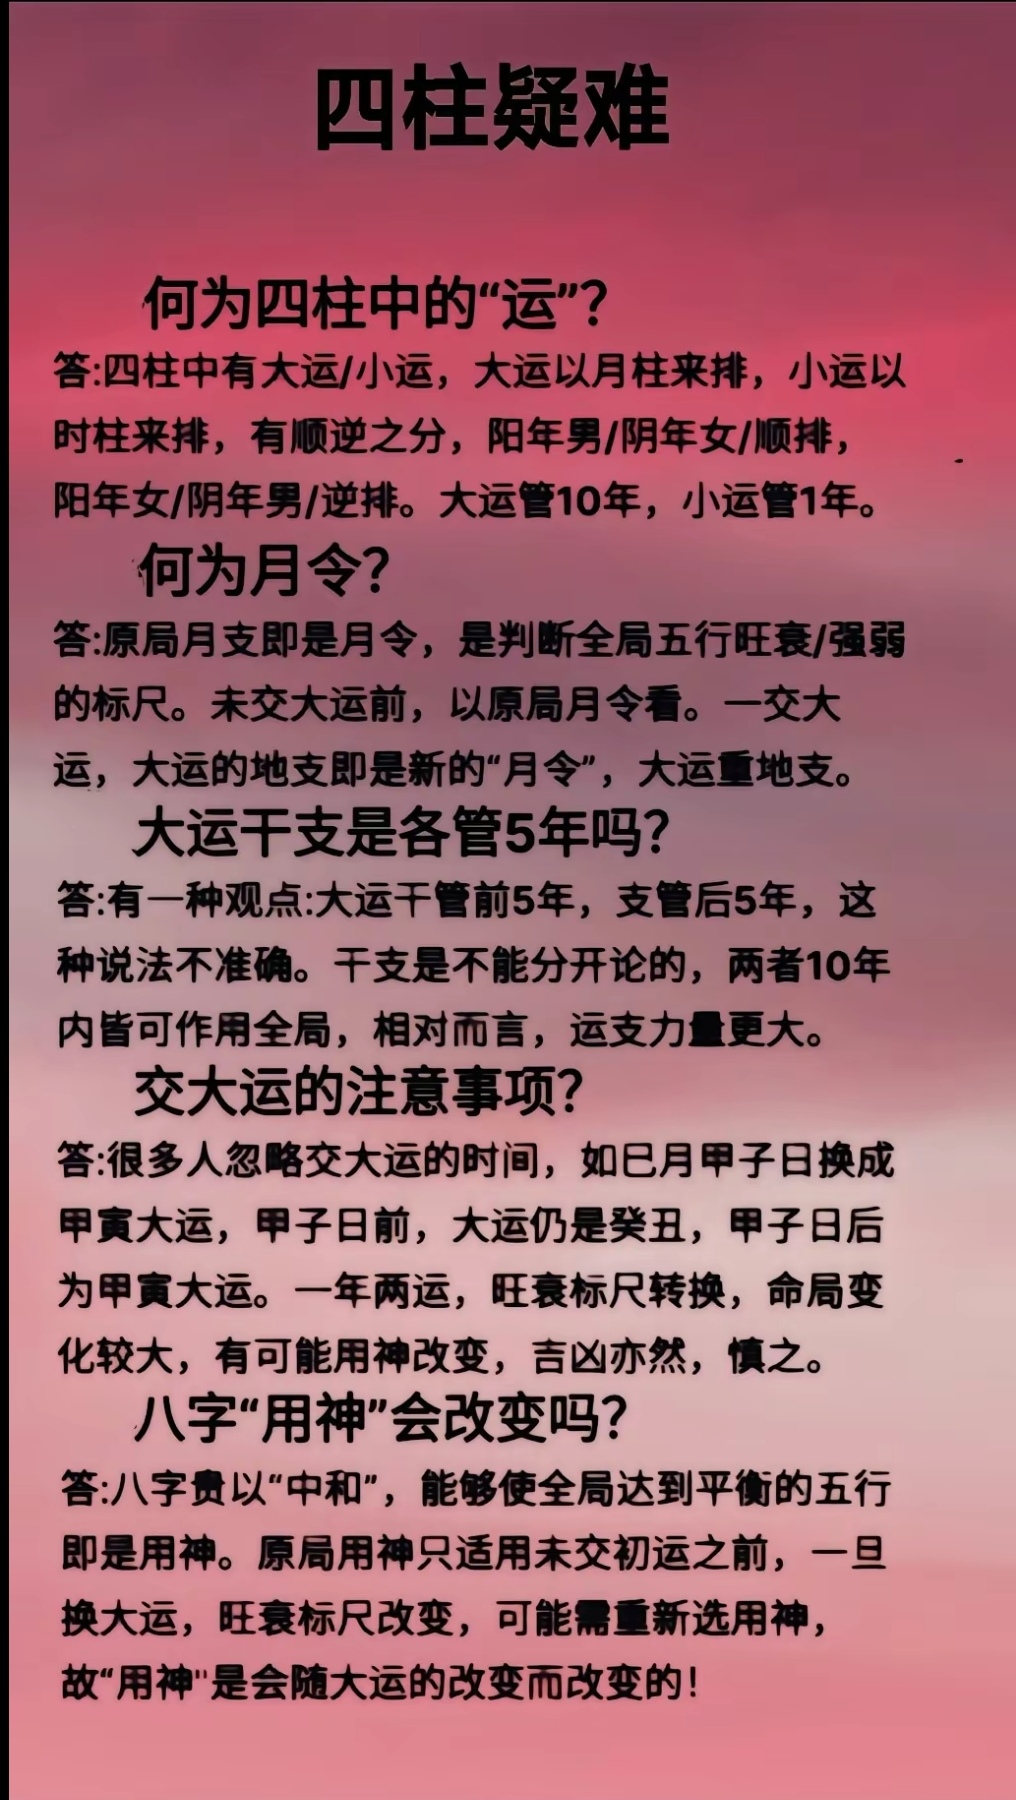 四柱疑难
何为四柱中的“运”？
答:四柱中有大运/小运，大运以月柱来排，小运以
时柱来排，有顺逆之分，阳年男/阴年女/顺排，
阳年女/阴年男/逆排。大运管10年，小运管1年。
何为月令？
答:原局月支即是月令，是判断全局五行旺衰/强弱
的标尺。未交大运前，以原局月令看。一交大
运，大运的地支即是新的“月令”，大运重地支。
大运干支是各管5年吗？
答:有一种观点:大运干管前5年，支管后5年，这
种说法不准确。干支是不能分开论的，两者10年
内皆可作用全局，相对而言，运支力量更大。
交大运的注意事项？
答:很多人忽略交大运的时间，如巳月甲子日换成
甲寅大运，甲子日前，大运仍是癸丑，甲子日后
为甲寅大运。一年两运，旺衰标尺转换，命局变
化较大，有可能用神改变，吉凶亦然，慎之。
八字“用神”会改变吗？
答:八字贵以“中和”，能够使全局达到平衡的五行
即是用神。原局用神只适用未交初运之前，一旦
换大运，旺衰标尺改变，可能需重新选用神，
故“用神"是会随大运的改变而改变的！